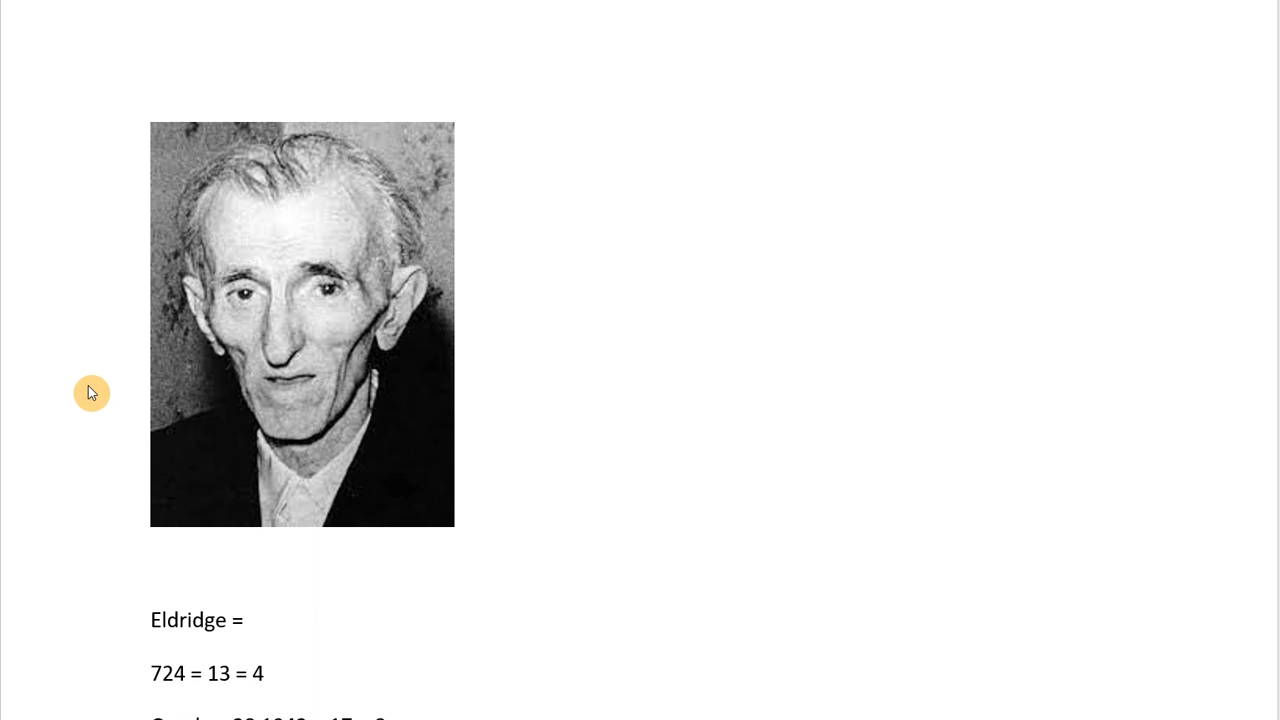 Eldridge =
724 = 13 = 4